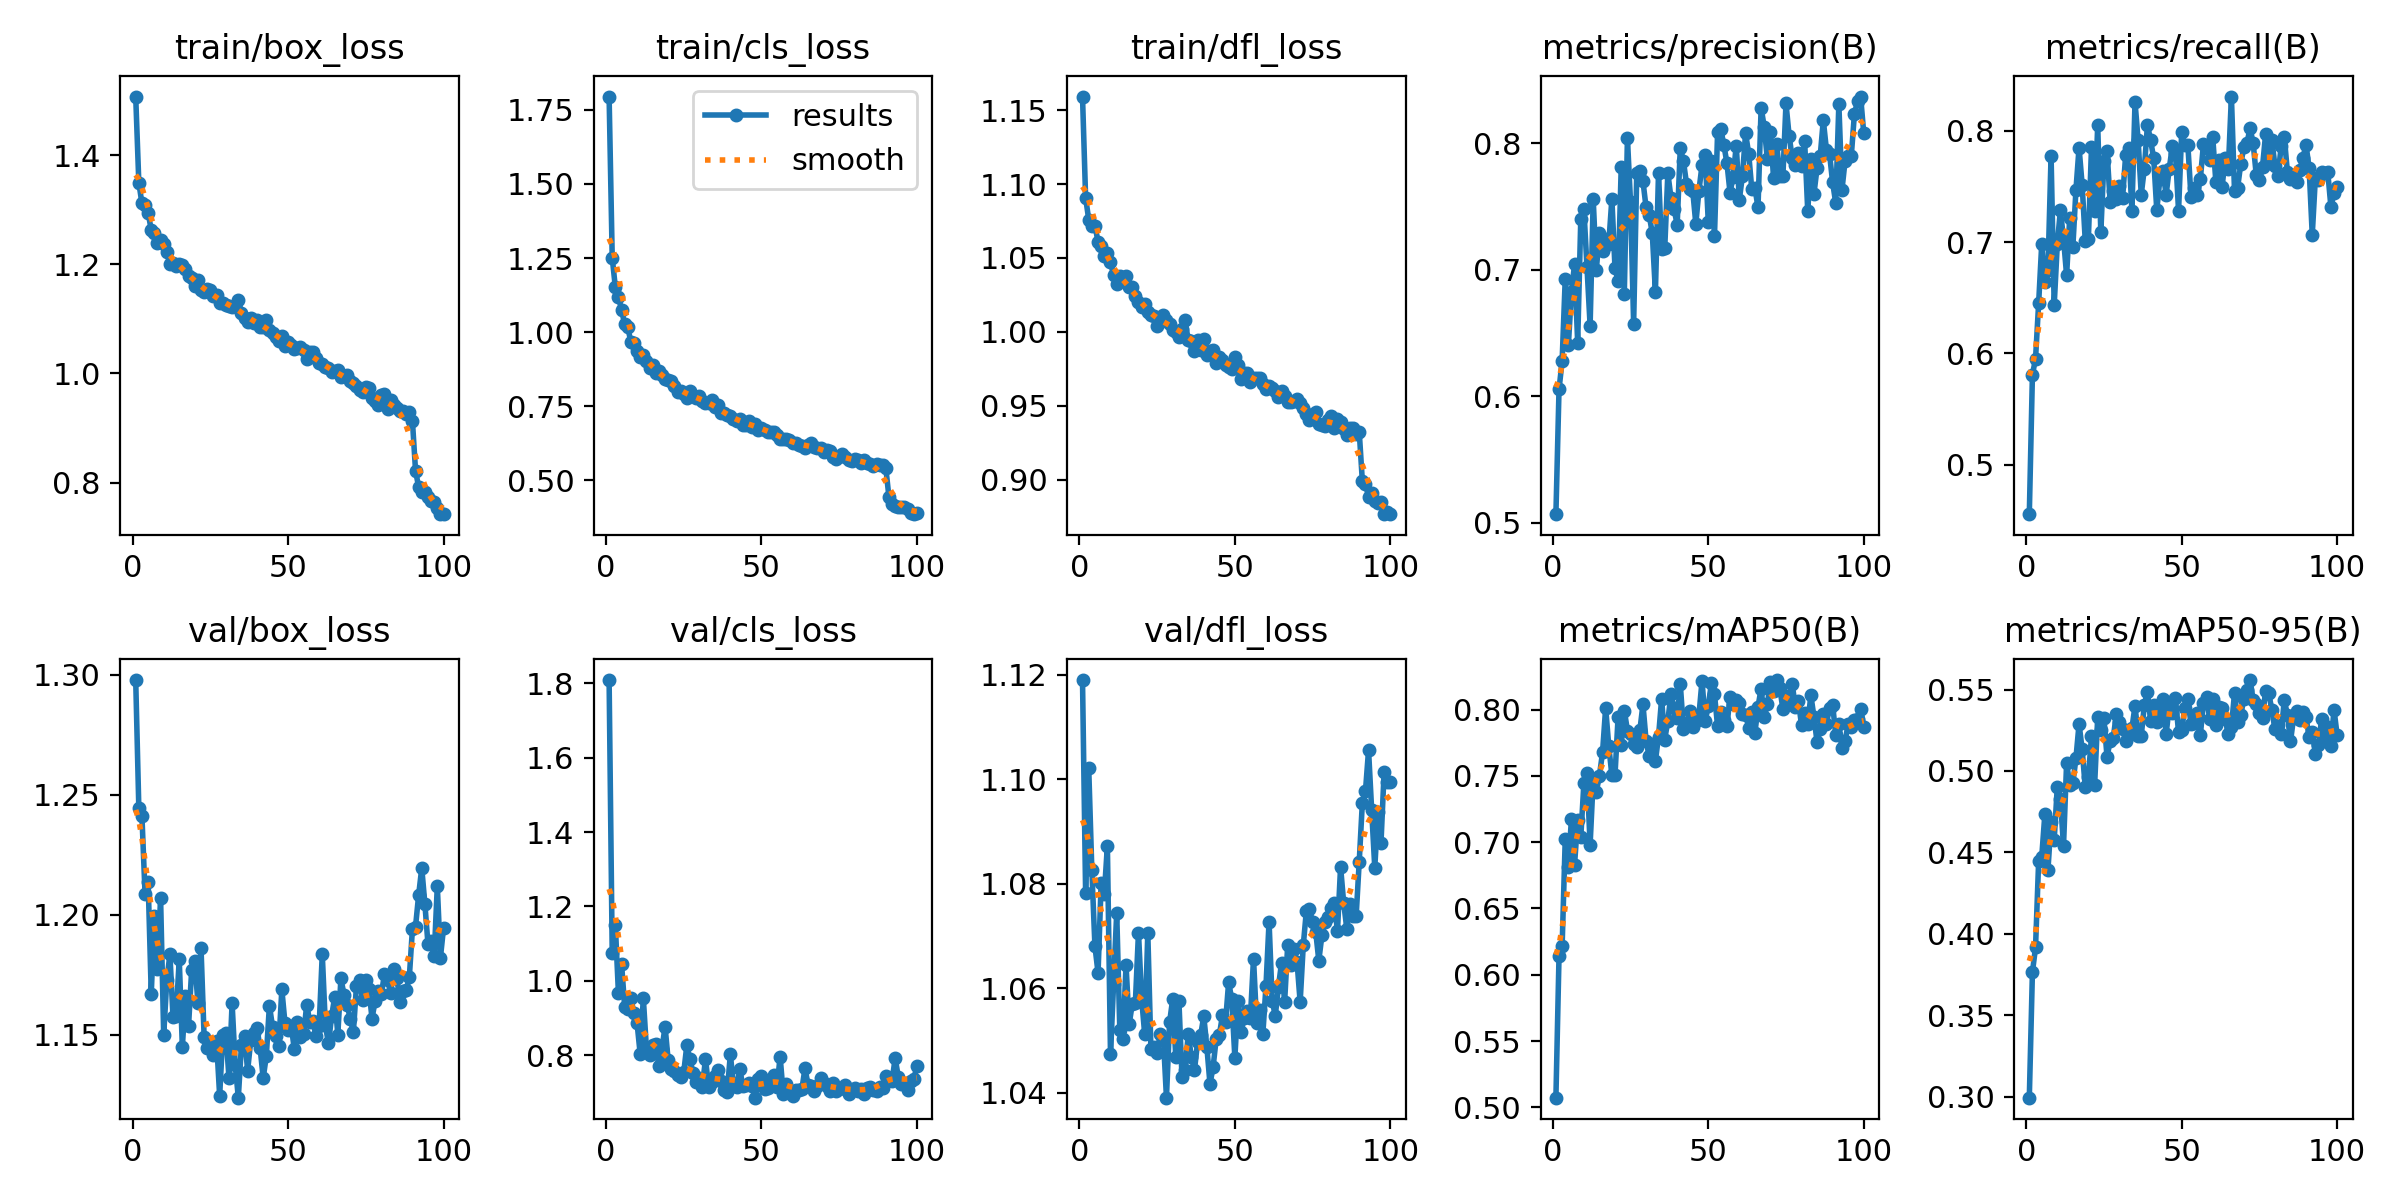 train/box_loss
1.4
1.2
1.0
0.8
0 50 100
train/cls_loss
results
smooth
1.75
1.50
1.25
1.00
0.75
0.50
0 50 100
train/dfl_loss
1.15
1.10
1.05
1.00
0.95
0.90
0 50 100
metrics/precision(B)
0.8
0.7
0.6
0.5
0 50 100
metrics/recall(B)
0.8
0.7
0.6
0.5
0 50 100
val/box_loss
1.30
1.25
1.20
1.15
0 50 100
val/cls_loss
1.8
1.6
1.4
1.2
1.0
0.8
0 50 100
val/dfl_loss
1.12
1.10
1.08
1.06
1.04
0 50 100
metrics/mAP50(B)
0.80
0.75
0.70
0.65
0.60
0.55
0.50
0 50 100
metrics/mAP50-95(B)
0.55
0.50
0.45
0.40
0.35
0.30
0 50 100